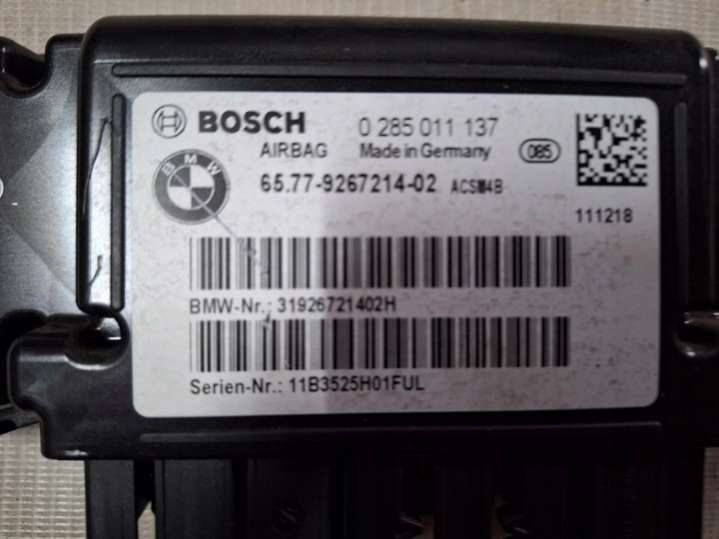 BOSCH 0 285 011 137
AIRBAG Made in Germany 085
BMW
65.77-9267214-02 ACSM4B
111218
BMW-Nr.: 31926721402H
Serien-Nr.: 11B3525H01FUL